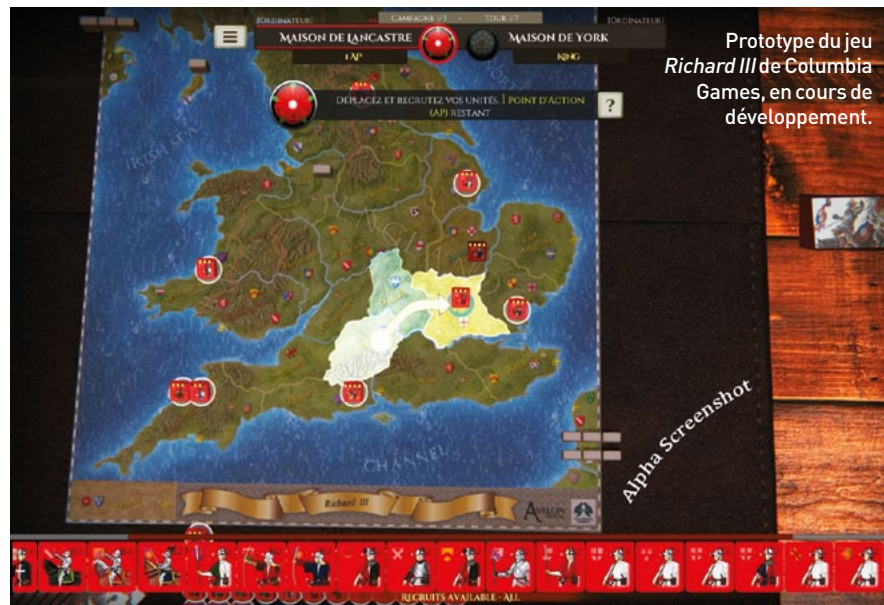 [ORDINATEUR]
CAMPAGNE 1/3 - TOUR 1/7
[ORDINATEUR]
MAISON DE LANCASTRE
MAISON DE YORK
1 AP
KING
Prototype du jeu
Richard III de Columbia
Games, en cours de
développement.
DÉPLACEZ ET RECRUTEZ VOS UNITÉS. 1 POINT D'ACTION
(AP) RESTANT
?
IRISH SEA
CHANNEL
Alpha Screenshot
Richard III
AVALON
RECRUITS AVAILABLE - ALL